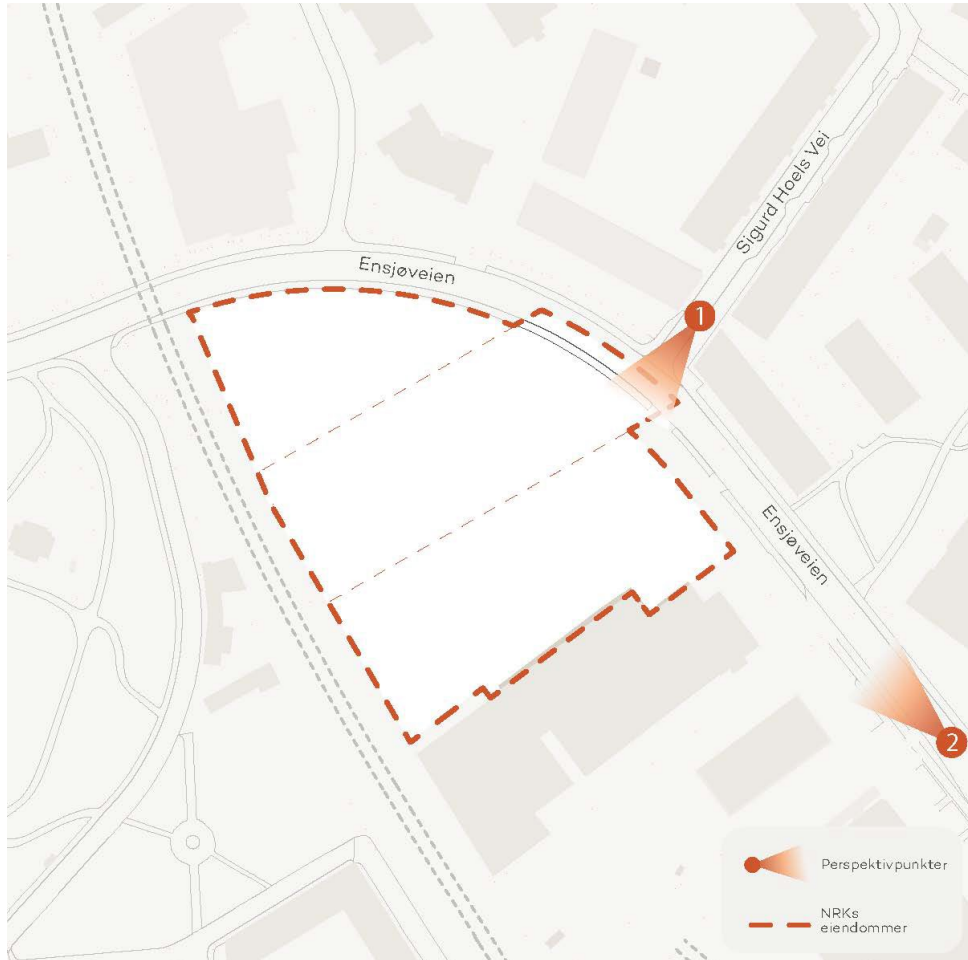 Ensjøveien
Sigurd Hoels Vei
1
Ensjøveien
2
Perspektivpunkter
NRKs
eiendommer